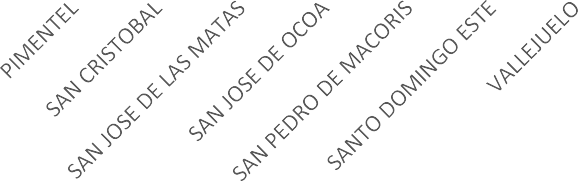 PIMENTEL
SAN CRISTOBAL
SAN JOSE DE LAS MATAS
SAN JOSE DE OCOA
SAN PEDRO DE MACORIS
SANTO DOMINGO ESTE
VALLEJUELO